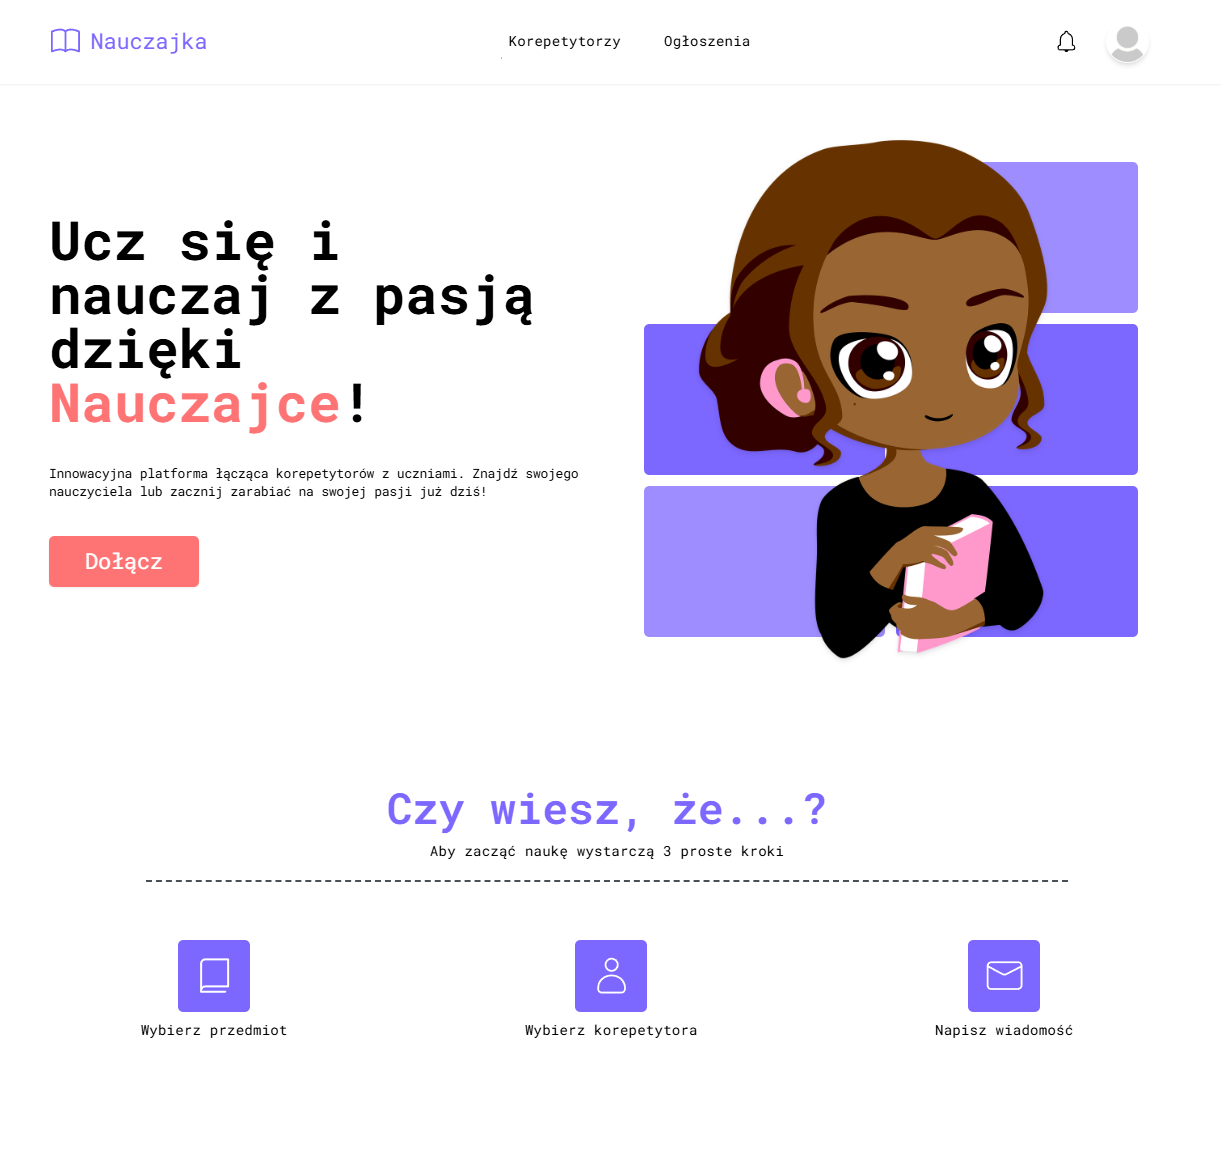 Nauczajka
Korepetytorzy
Ogłoszenia
Ucz się i
nauczaj z pasją
dzięki
Nauczajce!
Innowacyjna platforma łącząca korepetytorów z uczniami. Znajdź swojego
nauczyciela lub zacznij zarabiać na swojej pasji już dziś!
Dołącz
Czy wiesz, że...?
Aby zacząć naukę wystarczą 3 proste kroki
Wybierz przedmiot
Wybierz korepetytora
Napisz wiadomość